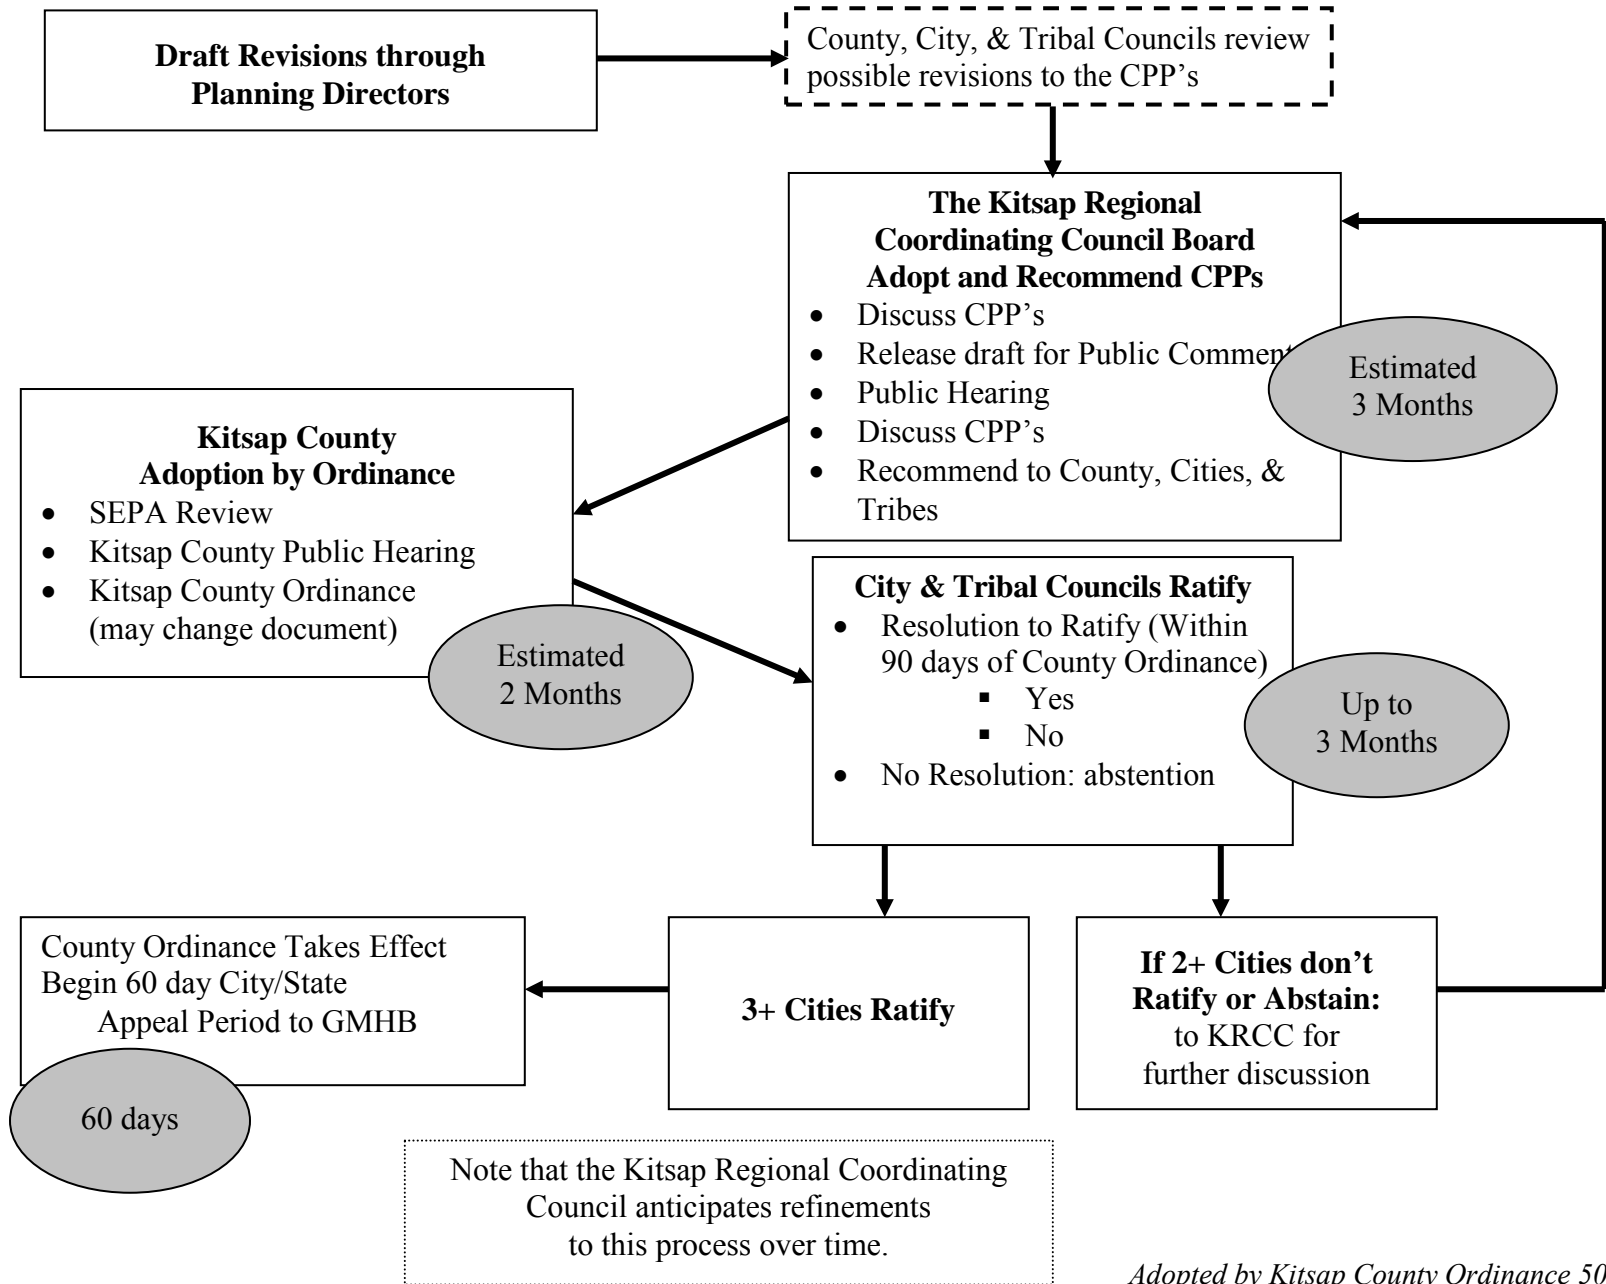 Draft Revisions through
Planning Directors
County, City, & Tribal Councils review
possible revisions to the CPP’s
The Kitsap Regional
Coordinating Council Board
Adopt and Recommend CPPs
• Discuss CPP’s
• Release draft for Public Comment
• Public Hearing
• Discuss CPP’s
• Recommend to County, Cities, &
Tribes
Estimated
3 Months
Kitsap County
Adoption by Ordinance
• SEPA Review
• Kitsap County Public Hearing
• Kitsap County Ordinance
(may change document)
Estimated
2 Months
City & Tribal Councils Ratify
• Resolution to Ratify (Within
90 days of County Ordinance)
▪ Yes
▪ No
• No Resolution: abstention
Up to
3 Months
County Ordinance Takes Effect
Begin 60 day City/State
Appeal Period to GMHB
60 days
3+ Cities Ratify
If 2+ Cities don’t
Ratify or Abstain:
to KRCC for
further discussion
Note that the Kitsap Regional Coordinating
Council anticipates refinements
to this process over time.
Adopted by Kitsap County Ordinance 50